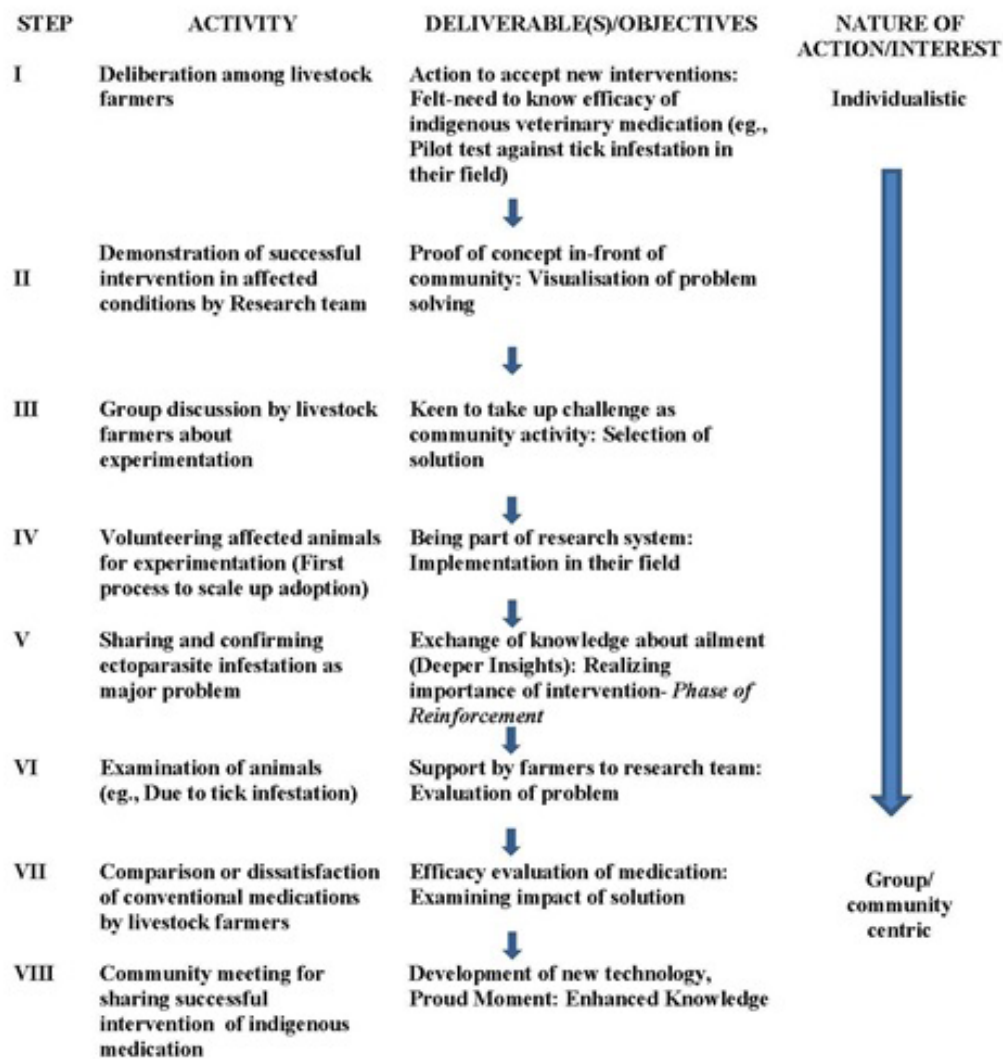 STEP
ACTIVITY
DELIVERABLE(S)/OBJECTIVES
NATURE OF
ACTION/INTEREST
I
Deliberation among livestock
farmers
Action to accept new interventions:
Felt-need to know efficacy of
indigenous veterinary medication (eg.,
Pilot test against tick infestation in
their field)
Individualistic
II
Demonstration of successful
intervention in affected
conditions by Research team
Proof of concept in-front of
community: Visualisation of problem
solving
III
Group discussion by livestock
farmers about
experimentation
Keen to take up challenge as
community activity: Selection of
solution
IV
Volunteering affected animals
for experimentation (First
process to scale up adoption)
Being part of research system:
Implementation in their field
V
Sharing and confirming
ectoparasite infestation as
major problem
Exchange of knowledge about ailment
(Deeper Insights): Realizing
importance of intervention- Phase of
Reinforcement
VI
Examination of animals
(eg., Due to tick infestation)
Support by farmers to research team:
Evaluation of problem
VII
Comparison or dissatisfaction
of conventional medications
by livestock farmers
Efficacy evaluation of medication:
Examining impact of solution
Group/
community
centric
VIII
Community meeting for
sharing successful
intervention of indigenous
medication
Development of new technology,
Proud Moment: Enhanced Knowledge